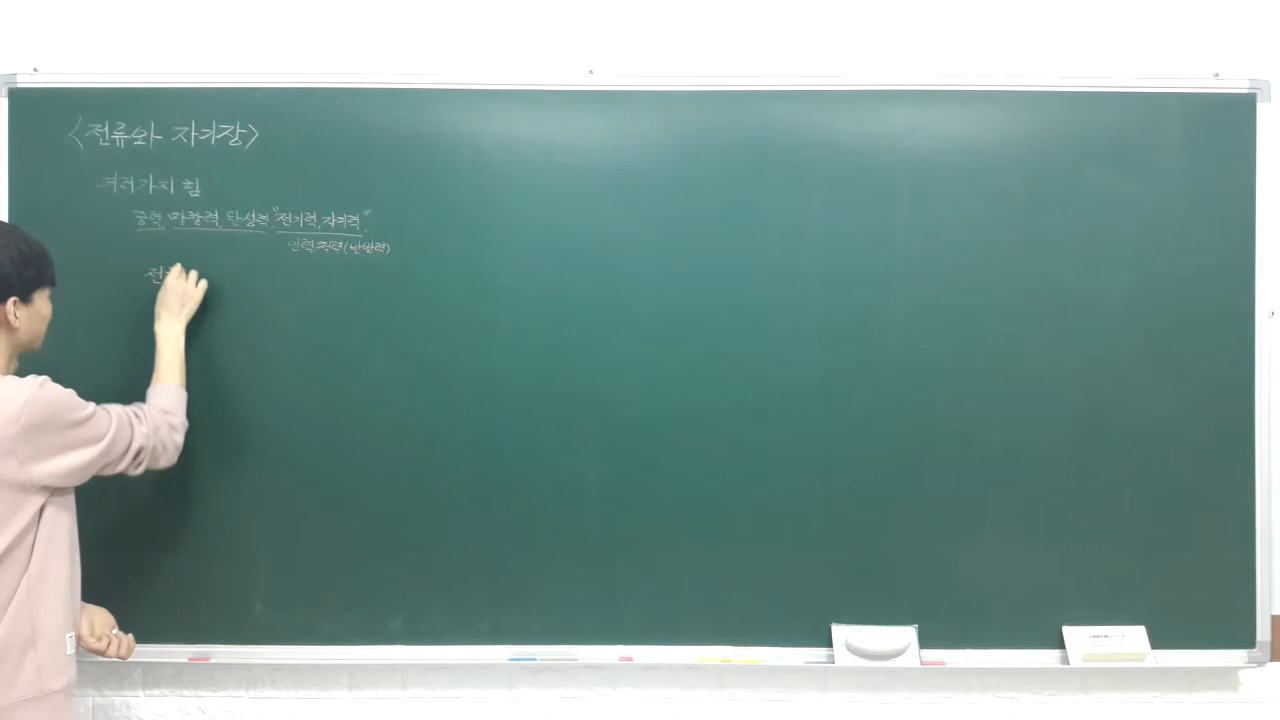 <전류와 자기장>
-여러가지 힘
중력, 마찰력, 탄성력, "전기력, 자기력".
인력, 척력(반발력)
전